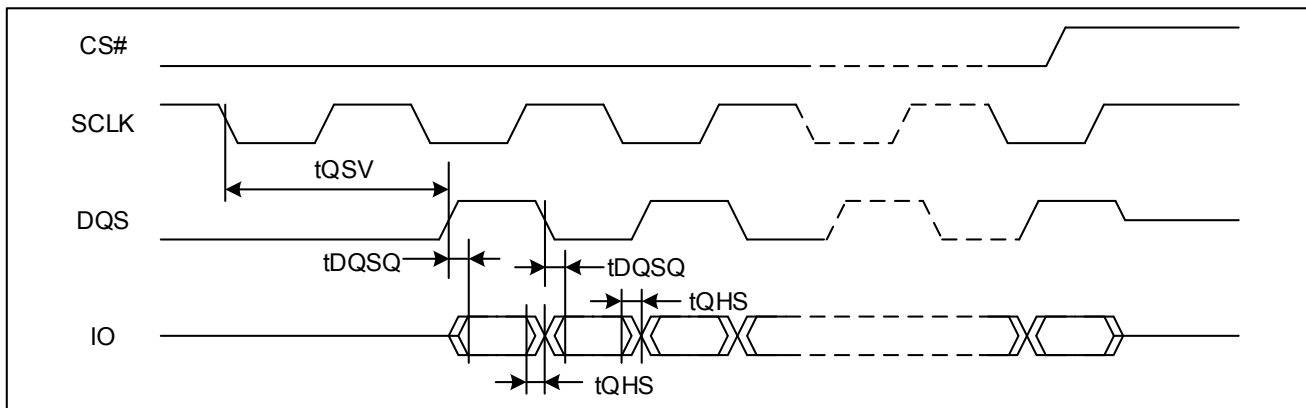 CS#
SCLK
tQSV
DQS
tDQSQ
tDQSQ
tQHS
IO
tQHS